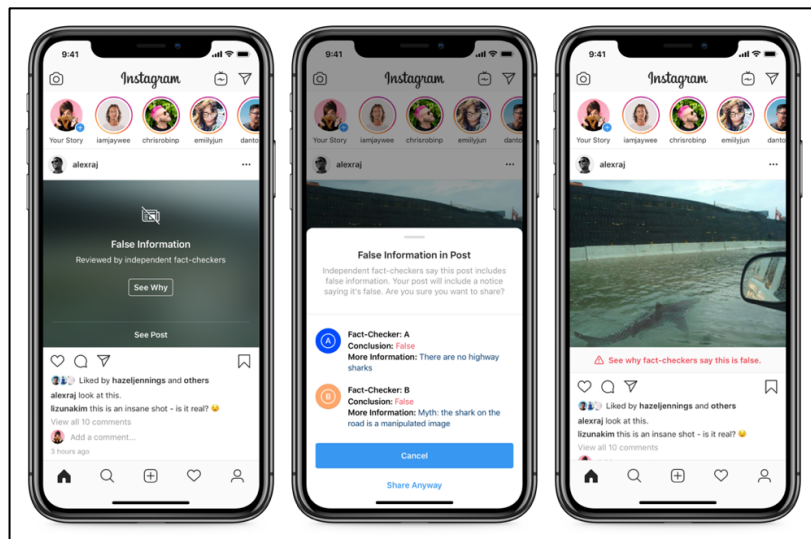 9:41
Instagram
Your Story
iamjaywee
chrisrobinp
emiilyjun
danto
alexraj
False Information
Reviewed by independent fact-checkers
See Why
See Post
Liked by hazeljennings and others
alexraj look at this.
lizunakim this is an insane shot - is it real? 😉
View all 10 comments
Add a comment...
3 hours ago
9:41
Instagram
Your Story
iamjaywee
chrisrobinp
emiilyjun
danto
alexraj
False Information in Post
Independent fact-checkers say this post includes
false information. Your post will include a notice
saying it's false. Are you sure you want to share?
A
Fact-Checker: A
Conclusion: False
More Information: There are no highway
sharks
B
Fact-Checker: B
Conclusion: False
More Information: Myth: the shark on the
road is a manipulated image
Cancel
Share Anyway
9:41
Instagram
Your Story
iamjaywee
chrisrobinp
emiilyjun
danto
alexraj
See why fact-checkers say this is false.
Liked by hazeljennings and others
alexraj look at this.
lizunakim this is an insane shot - is it real? 😉
View all 10 comments